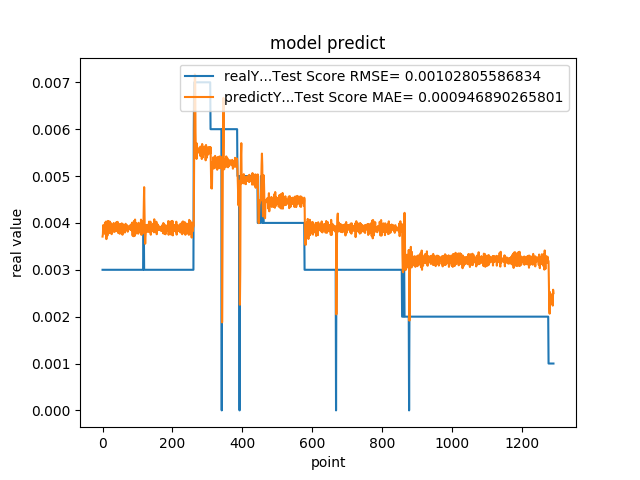 model predict
realY...Test Score RMSE= 0.00102805586834
predictY...Test Score MAE= 0.000946890265801
0.007
0.006
0.005
0.004
0.003
0.002
0.001
0.000
real value
0 200 400 600 800 1000 1200
point